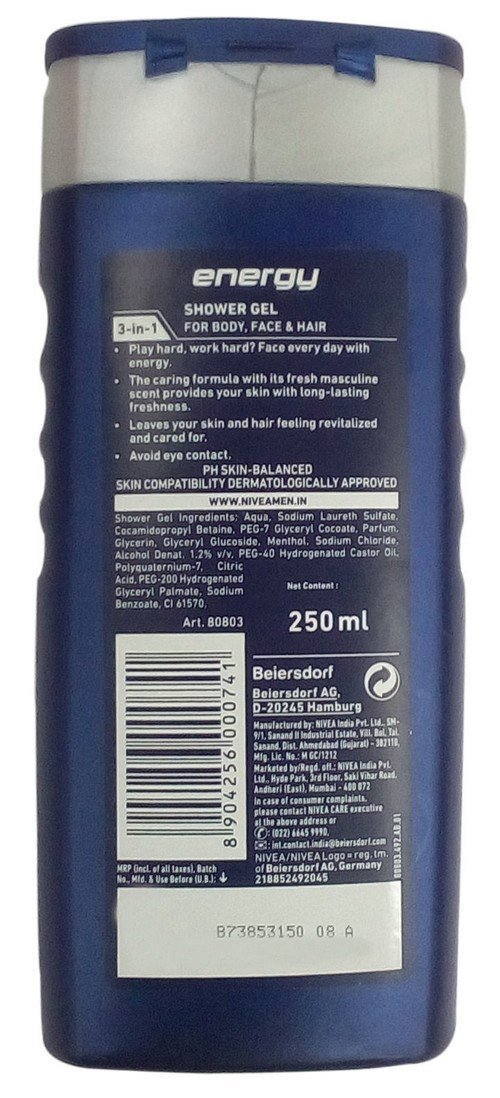 energy
SHOWER GEL
3-in-1 FOR BODY, FACE & HAIR
• Play hard, work hard? Face every day with
energy.
• The caring formula with its fresh masculine
scent provides your skin with long-lasting
freshness.
• Leaves your skin and hair feeling revitalized
and cared for.
• Avoid eye contact.
PH SKIN-BALANCED
SKIN COMPATIBILITY DERMATOLOGICALLY APPROVED
WWW.NIVEAMEN.IN
Shower Gel Ingredients: Aqua, Sodium Laureth Sulfate,
Cocamidopropyl Betaine, PEG-7 Glyceryl Cocoate, Parfum,
Glycerin, Glyceryl Glucoside, Menthol, Sodium Chloride,
Alcohol Denat. 1.2% v/v, PEG-40 Hydrogenated Castor Oil,
Polyquaternium-7, Citric
Acid, PEG-200 Hydrogenated
Glyceryl Palmate, Sodium
Benzoate, CI 61570.
Net Content :
Art. 80803
250 ml
8 904256 000741
Beiersdorf
Beiersdorf AG,
D-20245 Hamburg
Manufactured by: NIVEA India Pvt. Ltd., SM-
9/1, Sanand II Industrial Estate, Vill. Bol, Tal.
Sanand, Dist. Ahmedabad (Gujarat) - 382110,
Mfg. Lic. No.: M GC/1212
Marketed by/Regd. off.: NIVEA India Pvt.
Ltd., Hyde Park, 3rd Floor, Saki Vihar Road,
Andheri (East), Mumbai - 400 072
In case of consumer complaints,
please contact NIVEA CARE executive
at the above address or
: (022) 6645 9990,
: int.contact.india@beiersdorf.com
NIVEA/NIVEA Logo = reg. tm.
of Beiersdorf AG, Germany
218852492045
00803.492.AB.01
MRP (incl. of all taxes), Batch
No., Mfd. & Use Before (U.B.):
B73853150 08 A